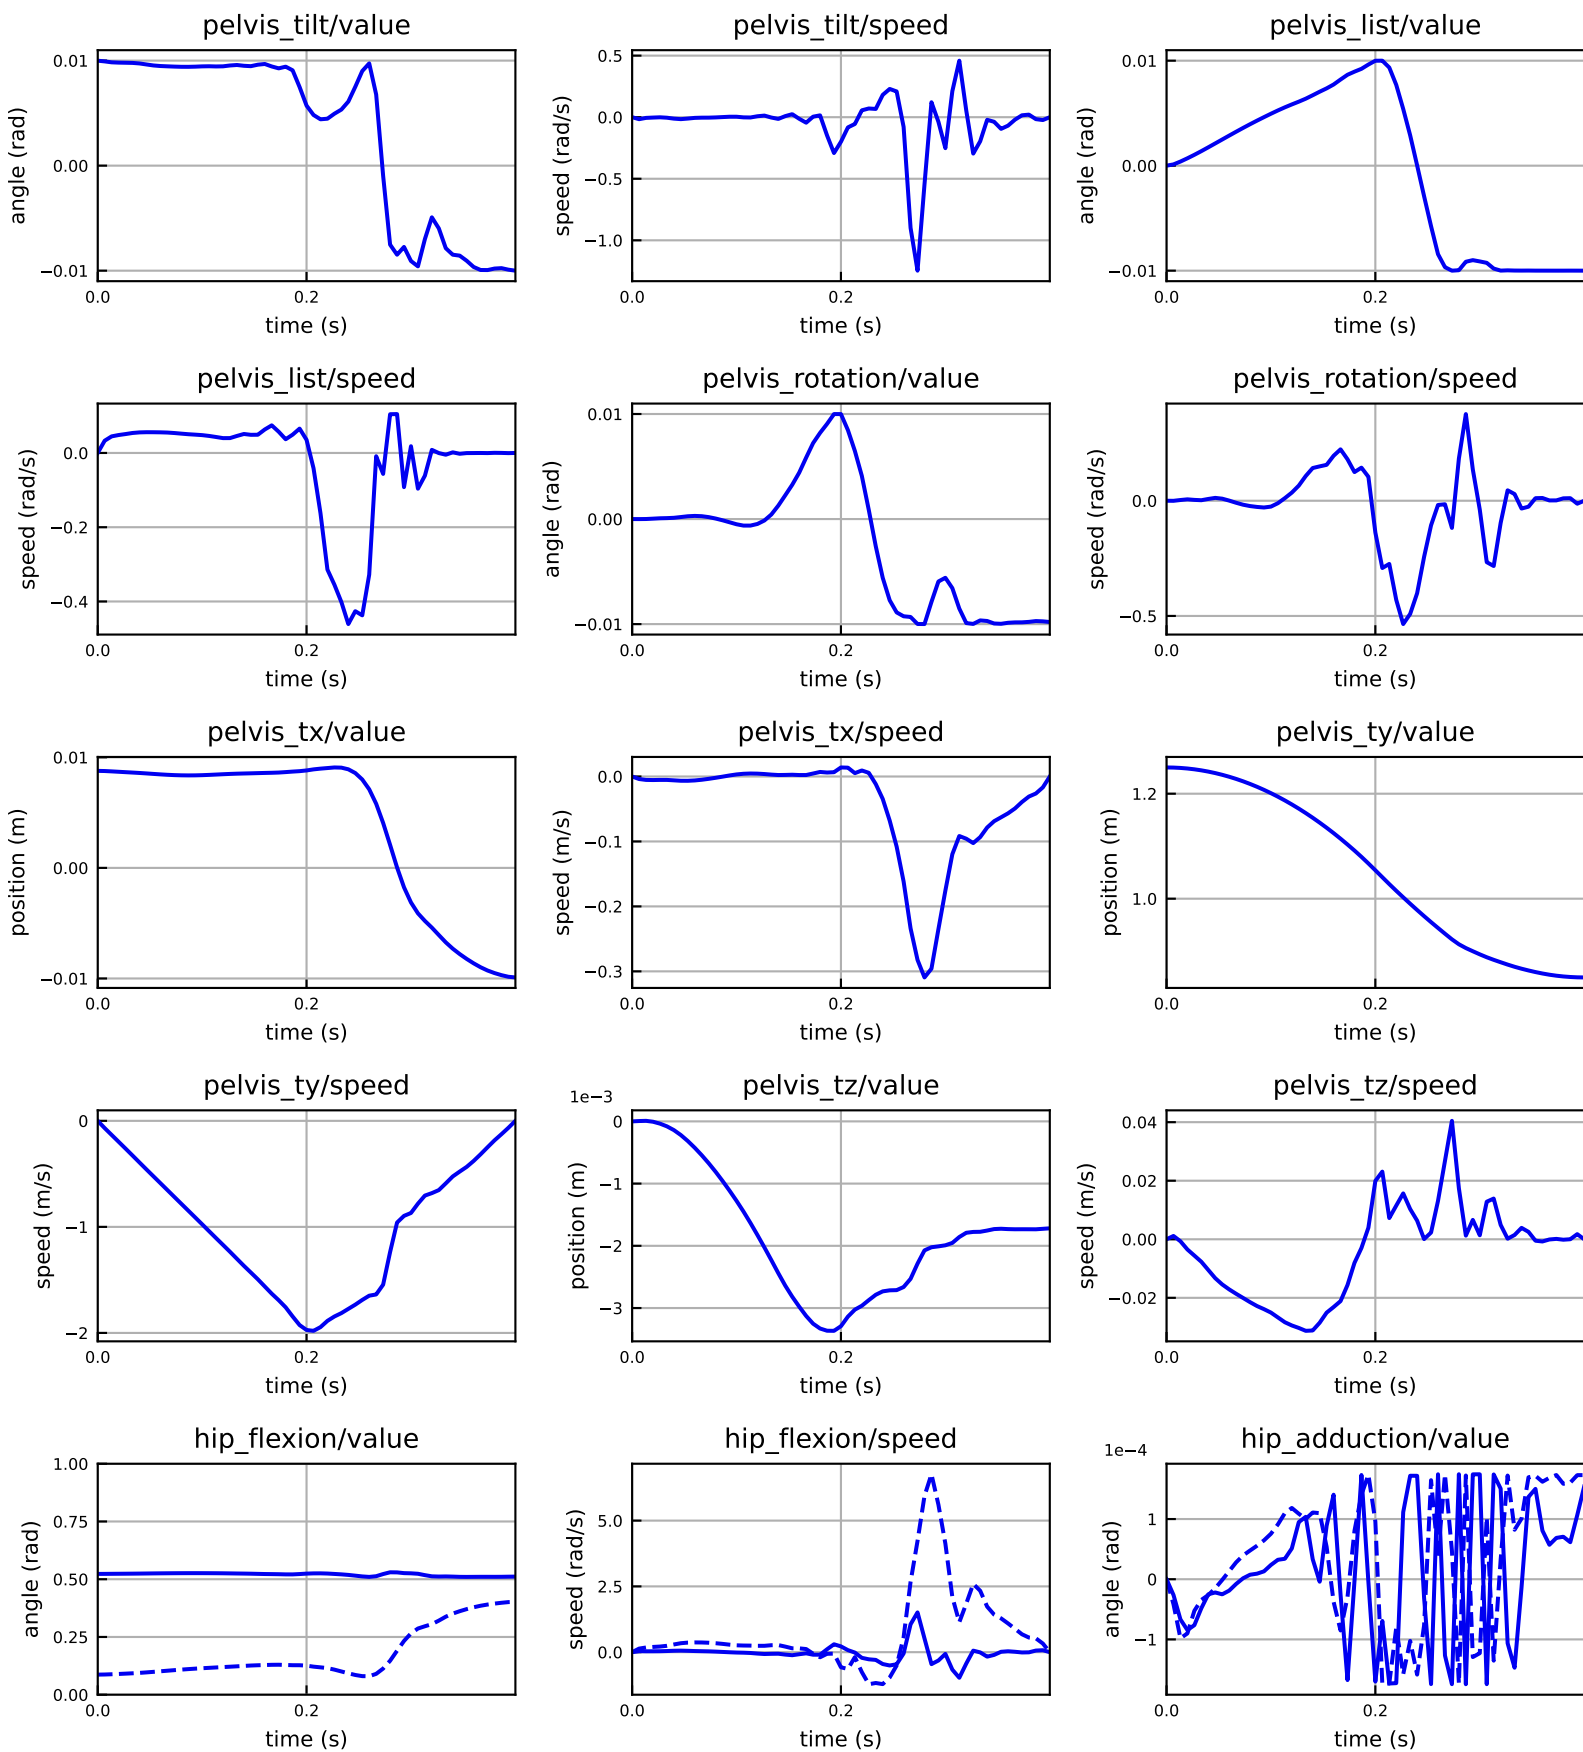 pelvis_tilt/value
pelvis_tilt/speed
pelvis_list/value
angle (rad)
0.01
0.00
−0.01
0.0
0.2
time (s)
speed (rad/s)
0.5
0.0
−0.5
−1.0
0.0
0.2
time (s)
angle (rad)
0.01
0.00
−0.01
0.0
0.2
time (s)
pelvis_list/speed
pelvis_rotation/value
pelvis_rotation/speed
speed (rad/s)
0.0
−0.2
−0.4
0.0
0.2
time (s)
angle (rad)
0.01
0.00
−0.01
0.0
0.2
time (s)
speed (rad/s)
0.0
−0.5
0.0
0.2
time (s)
pelvis_tx/value
pelvis_tx/speed
pelvis_ty/value
position (m)
0.01
0.00
−0.01
0.0
0.2
time (s)
speed (m/s)
0.0
−0.1
−0.2
−0.3
0.0
0.2
time (s)
position (m)
1.2
1.0
0.0
0.2
time (s)
pelvis_ty/speed
pelvis_tz/value
pelvis_tz/speed
speed (m/s)
0
−1
−2
0.0
0.2
time (s)
1e−3
position (m)
0
−1
−2
−3
0.0
0.2
time (s)
speed (m/s)
0.04
0.02
0.00
−0.02
0.0
0.2
time (s)
hip_flexion/value
hip_flexion/speed
hip_adduction/value
angle (rad)
1.00
0.75
0.50
0.25
0.00
0.0
0.2
time (s)
speed (rad/s)
5.0
2.5
0.0
0.0
0.2
time (s)
1e−4
angle (rad)
1
0
−1
0.0
0.2
time (s)